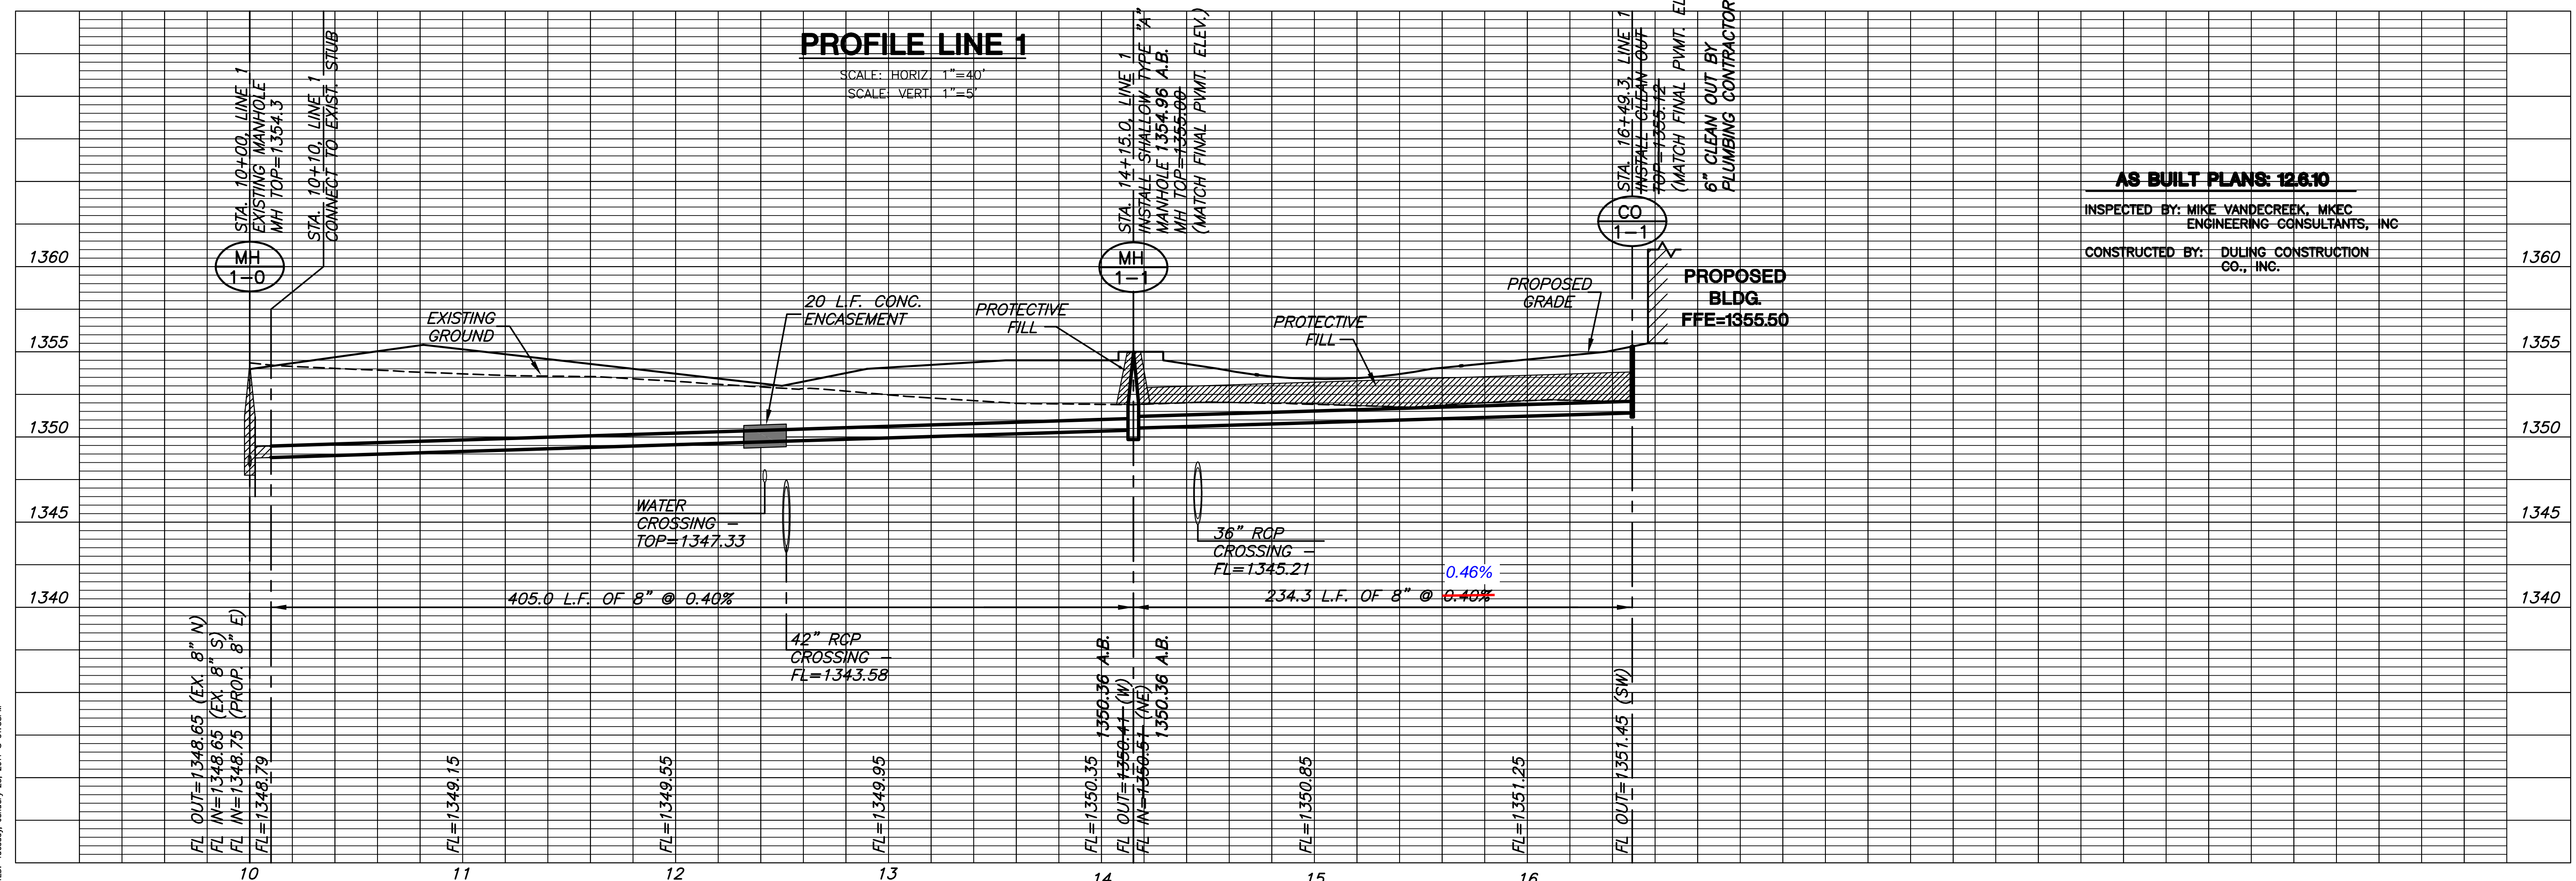 PROFILE LINE 1
SCALE: HORIZ. 1"=40'
SCALE: VERT. 1"=5'
STA. 10+00, LINE 1
EXISTING MANHOLE
MH TOP=1354.3
STA. 10+10, LINE 1
CONNECT TO EXIST. STUB
STA. 14+15.0, LINE 1
INSTALL SHALLOW TYPE "A"
MANHOLE 1354.96 A.B.
MH TOP=1355.00
(MATCH FINAL PVMT. ELEV.)
STA. 16+49.3, LINE 1
INSTALL CLEAN OUT
TOP=1355.12
(MATCH FINAL PVMT.
6" CLEAN OUT BY
PLUMBING CONTRACTOR
AS BUILT PLANS: 12.6.10
INSPECTED BY: MIKE VANDECREEK, MKEC
ENGINEERING CONSULTANTS, INC
CONSTRUCTED BY: DULING CONSTRUCTION
CO., INC.
MH
1-0
MH
1-1
CO
1-1
1360
1360
1355
1355
1350
1350
1345
1345
1340
1340
EXISTING
GROUND
20 L.F. CONC.
ENCASEMENT
PROTECTIVE
FILL
PROTECTIVE
FILL
PROPOSED
GRADE
PROPOSED
BLDG.
FFE=1355.50
WATER
CROSSING -
TOP=1347.33
36" RCP
CROSSING -
FL=1345.21
0.46%
405.0 L.F. OF 8" @ 0.40%
234.3 L.F. OF 8" @ 0.40%
42" RCP
CROSSING -
FL=1343.58
FL OUT=1348.65 (EX. 8" N)
FL IN=1348.65 (EX. 8" S)
FL IN=1348.75 (PROP. 8" E)
FL=1348.79
FL=1349.15
FL=1349.55
FL=1349.95
FL=1350.35
1350.36 A.B.
FL OUT=1350.41 (W)
FL IN=1350.51 (NE)
1350.36 A.B.
FL=1350.85
FL=1351.25
FL OUT=1351.45 (SW)
10
11
12
13
14
15
16